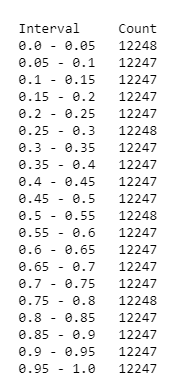 Interval Count
0.0 - 0.05 12248
0.05 - 0.1 12247
0.1 - 0.15 12247
0.15 - 0.2 12247
0.2 - 0.25 12247
0.25 - 0.3 12248
0.3 - 0.35 12247
0.35 - 0.4 12247
0.4 - 0.45 12247
0.45 - 0.5 12247
0.5 - 0.55 12248
0.55 - 0.6 12247
0.6 - 0.65 12247
0.65 - 0.7 12247
0.7 - 0.75 12247
0.75 - 0.8 12248
0.8 - 0.85 12247
0.85 - 0.9 12247
0.9 - 0.95 12247
0.95 - 1.0 12247